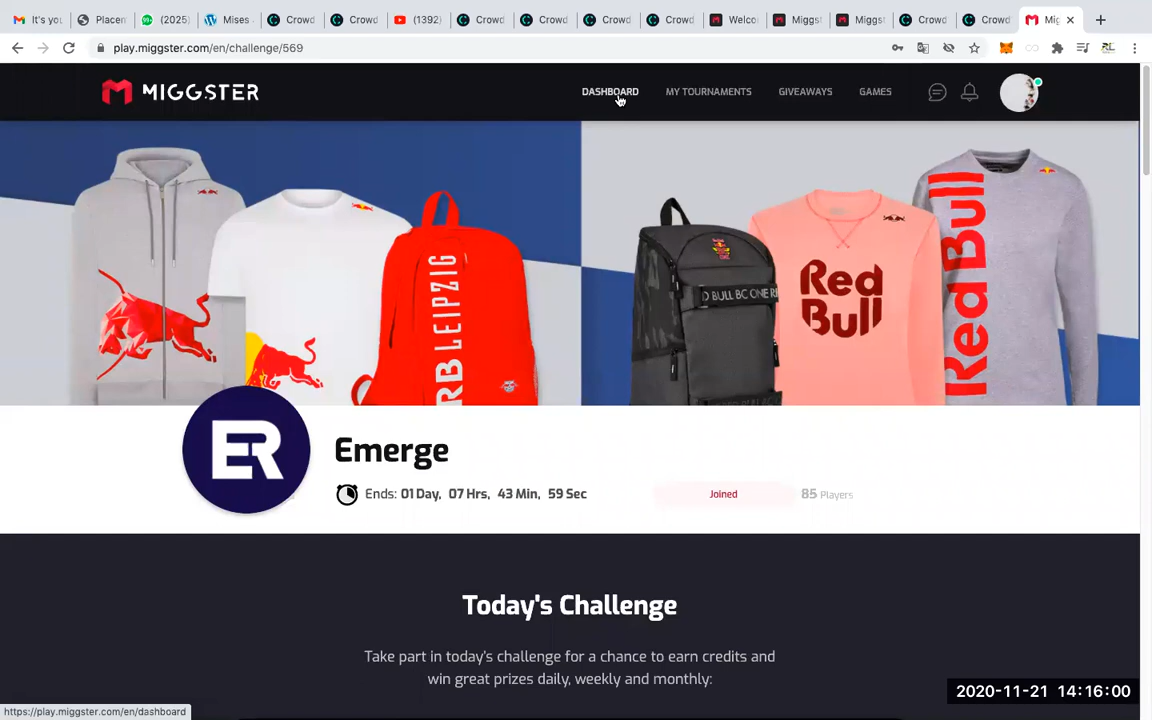 It's you
Placem
(2025)
Mises -
Crowd
Crowd
(1392)
Crowd
Crowd
Crowd
Crowd
Welco
Miggst
Miggst
Crowd
Crowd
Mig
play.miggster.com/en/challenge/569
MIGGSTER
DASHBOARD
MY TOURNAMENTS
GIVEAWAYS
GAMES
RB LEIPZIG
D BULL BC ONE RE
Red Bull
Red Bull
ER
Emerge
Ends: 01 Day, 07 Hrs, 43 Min, 59 Sec
Joined
85 Players
Today's Challenge
Take part in today's challenge for a chance to earn credits and
win great prizes daily, weekly and monthly:
2020-11-21 14:16:00
https://play.miggster.com/en/dashboard